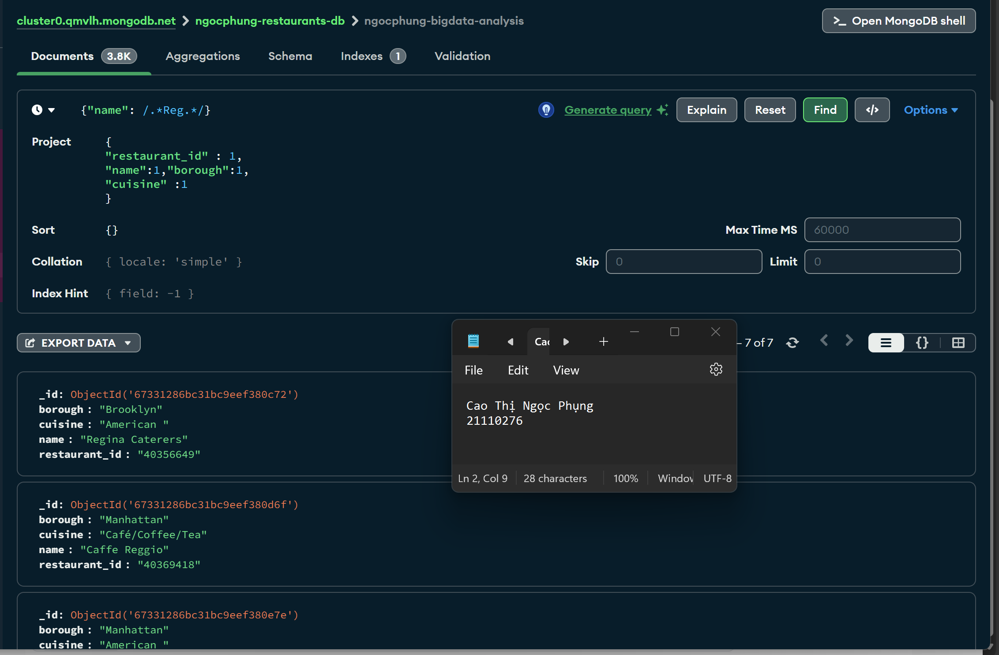 cluster0.qmvlh.mongodb.net > ngocphung-restaurants-db > ngocphung-bigdata-analysis
>_ Open MongoDB shell
Documents 3.8K Aggregations Schema Indexes 1 Validation
{"name": /.*Reg.*/}
Generate query Explain Reset Find </> Options
Project
{
"restaurant_id" : 1,
"name":1,"borough":1,
"cuisine" :1
}
Sort {}
Max Time MS 60000
Collation { locale: 'simple' }
Skip 0 Limit 0
Index Hint { field: -1 }
EXPORT DATA
– 7 of 7
{}
_id: ObjectId('67331286bc31bc9eef380c72')
borough : "Brooklyn"
cuisine : "American "
name : "Regina Caterers"
restaurant_id : "40356649"
_id: ObjectId('67331286bc31bc9eef380d6f')
borough : "Manhattan"
cuisine : "Café/Coffee/Tea"
name : "Caffe Reggio"
restaurant_id : "40369418"
_id: ObjectId('67331286bc31bc9eef380e7e')
borough : "Manhattan"
cuisine : "American "
Cao
File Edit View
Cao Thị Ngọc Phụng
21110276
Ln 2, Col 9 28 characters 100% Window UTF-8